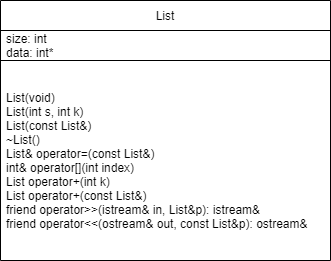 List
size: int
data: int*
List(void)
List(int s, int k)
List(const List&)
~List()
List& operator=(const List&)
int& operator[](int index)
List operator+(int k)
List operator+(const List&)
friend operator>>(istream& in, List&p): istream&
friend operator<<(ostream& out, const List&p): ostream&